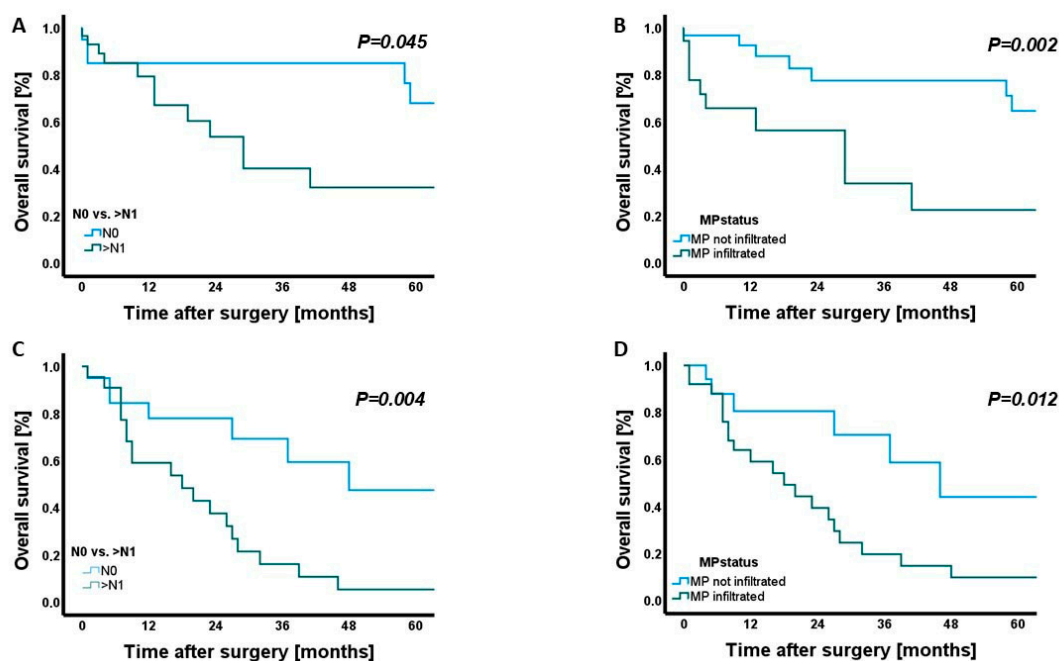 A
P=0.045
Overall survival [%]
1.0
0.8
0.6
0.4
0.2
0.0
N0 vs. >N1
N0
>N1
0 12 24 36 48 60
Time after surgery [months]
B
P=0.002
Overall survival [%]
1.0
0.8
0.6
0.4
0.2
0.0
MPstatus
MP not infiltrated
MP infiltrated
0 12 24 36 48 60
Time after surgery [months]
C
P=0.004
Overall survival [%]
1.0
0.8
0.6
0.4
0.2
0.0
N0 vs. >N1
N0
>N1
0 12 24 36 48 60
Time after surgery [months]
D
P=0.012
Overall survival [%]
1.0
0.8
0.6
0.4
0.2
0.0
MPstatus
MP not infiltrated
MP infiltrated
0 12 24 36 48 60
Time after surgery [months]